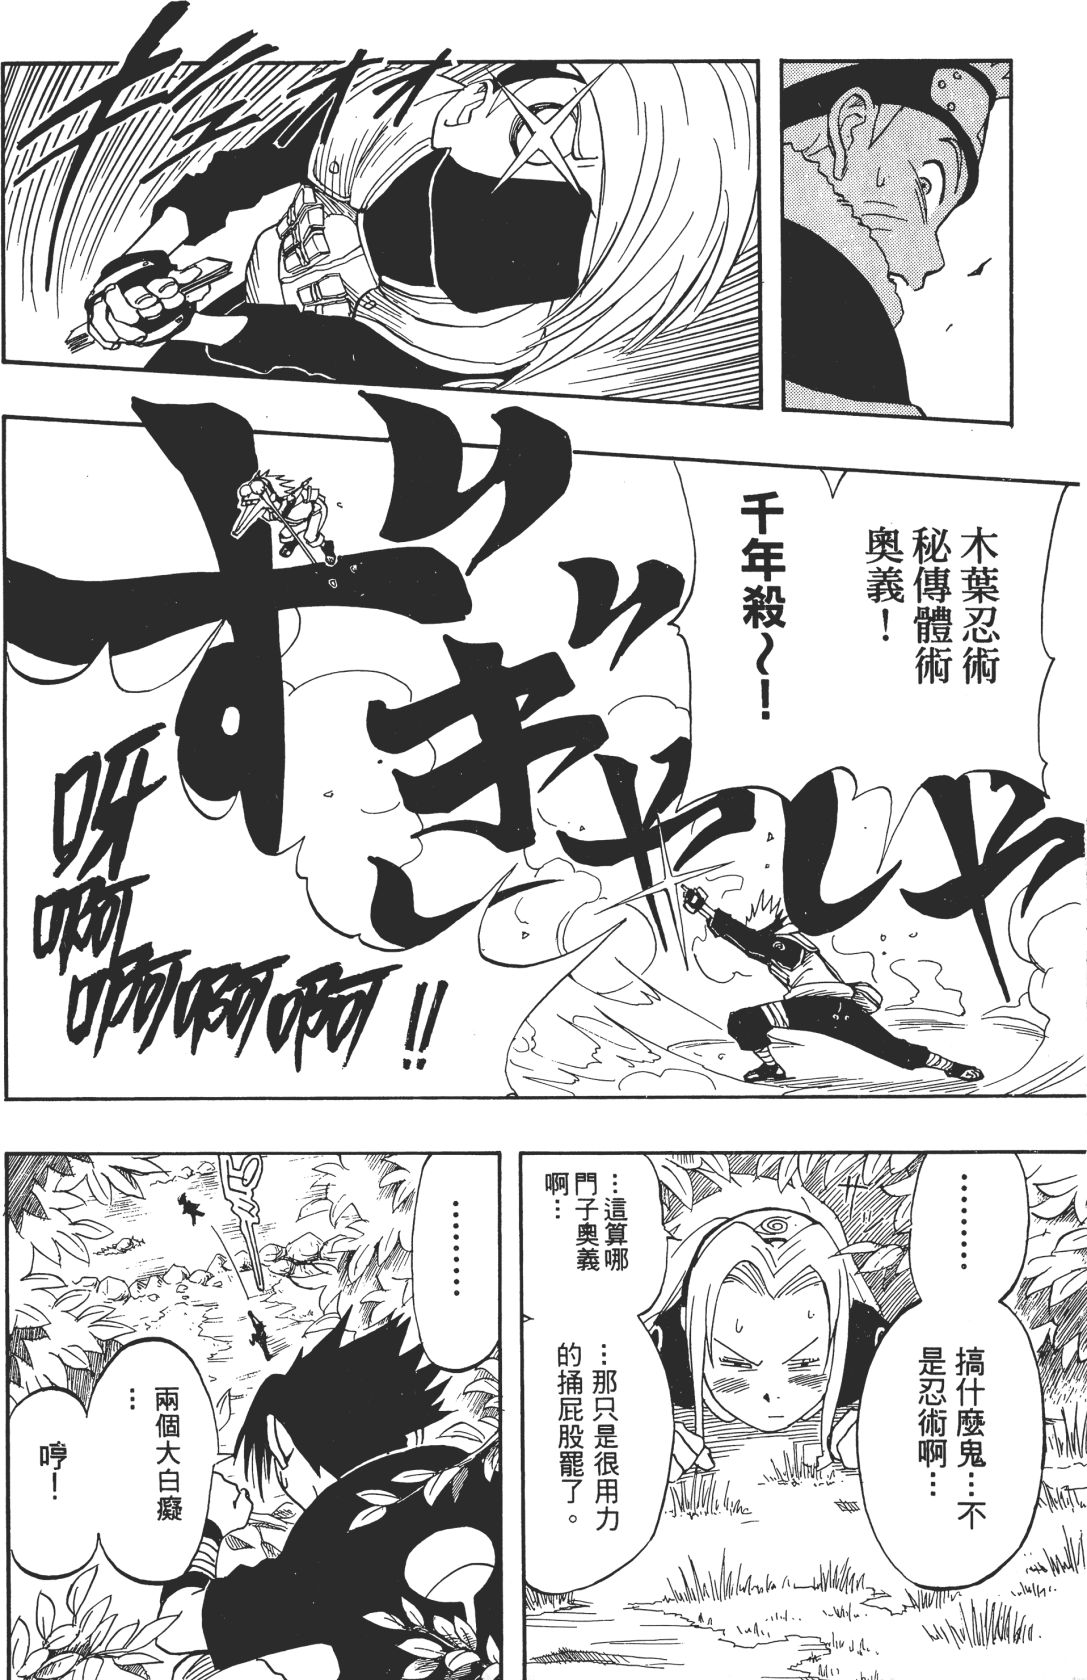 ギュオオ
木葉忍術
秘傳體術
奧義！
千年殺～！
ずぎゃしゃ
呀
啊
啊啊啊!!
………
搞什麼鬼…不
是忍術啊…
…這算哪
門子奧義
啊…
…那只是很用力
的捅屁股罷了。
………
兩個大白癡
…
哼！